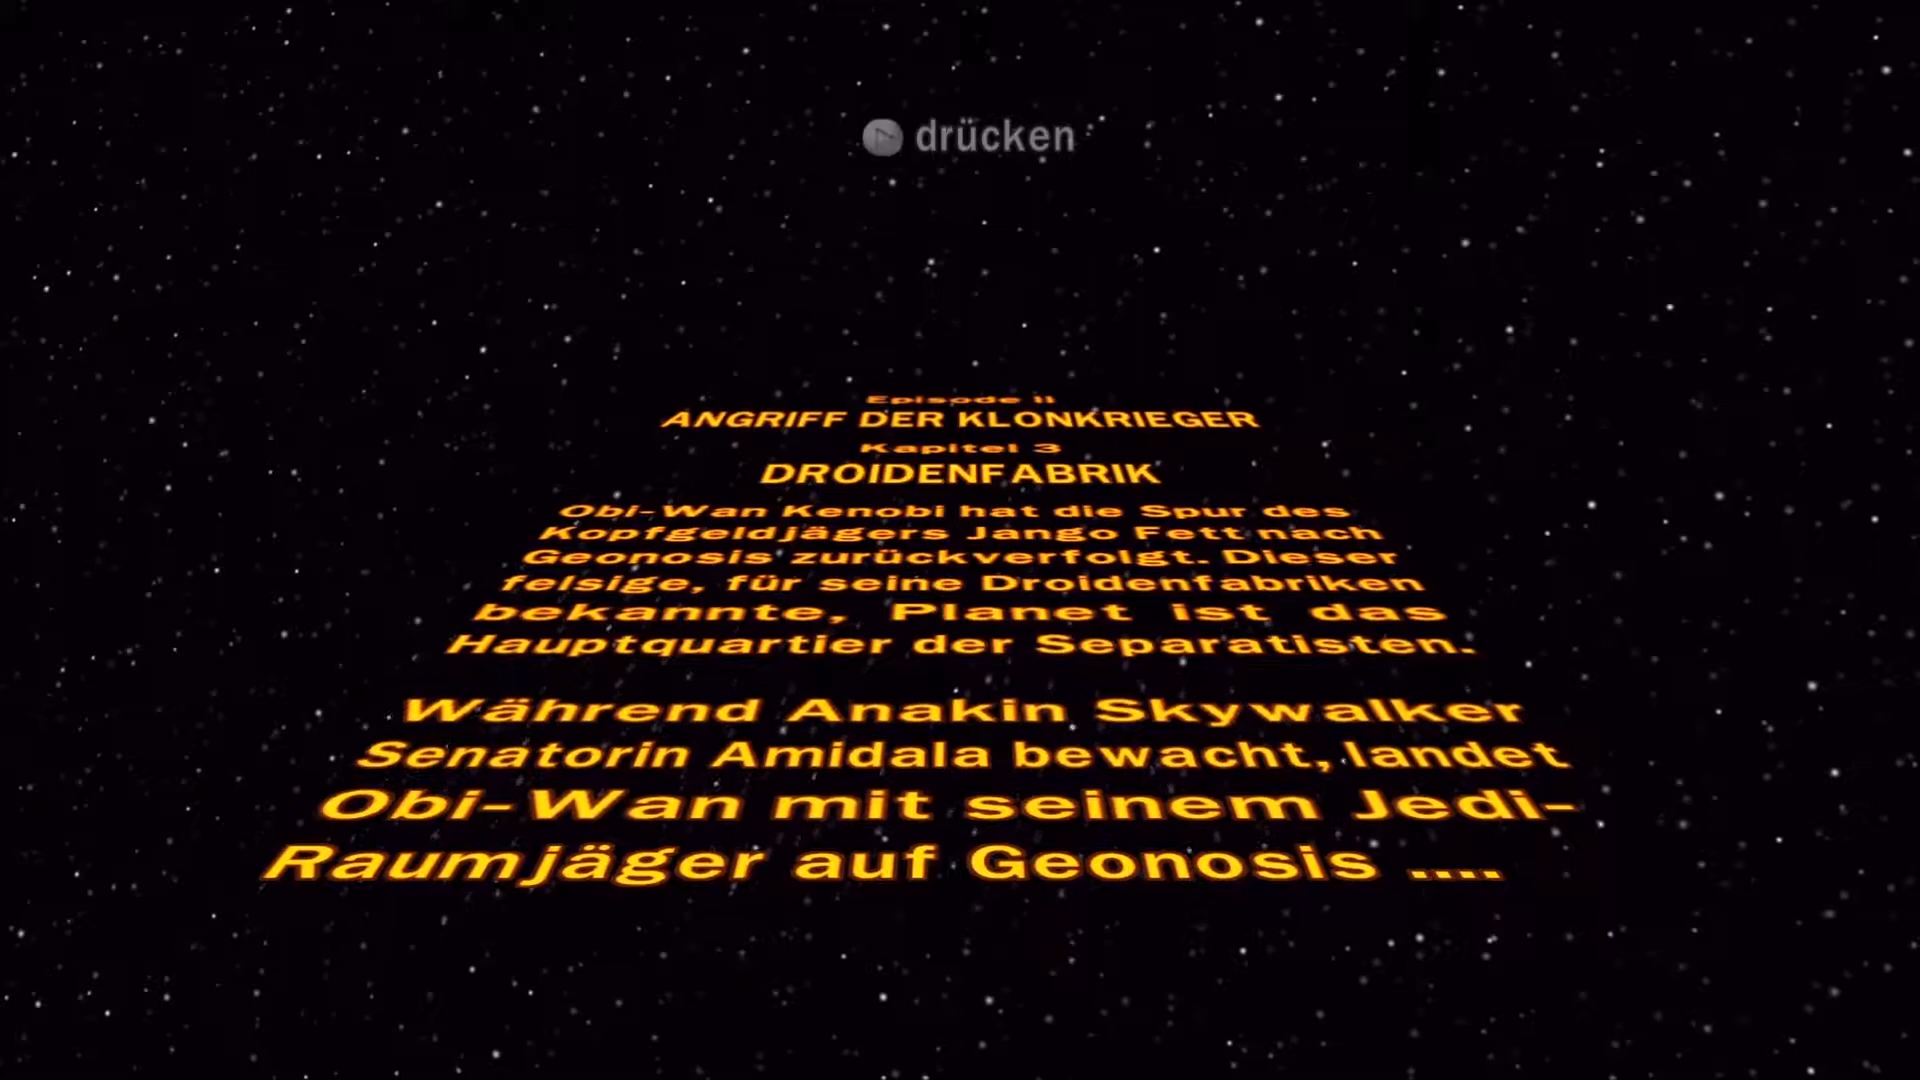 drücken
Episode II
ANGRIFF DER KLONKRIEGER
Kapitel 3
DROIDENFABRIK
Obi-Wan Kenobi hat die Spur des
Kopfgeldjägers Jango Fett nach
Geonosis zurückverfolgt. Dieser
felsige, für seine Droidenfabriken
bekannte, Planet ist das
Hauptquartier der Separatisten.
Während Anakin Skywalker
Senatorin Amidala bewacht, landet
Obi-Wan mit seinem Jedi-
Raumjäger auf Geonosis ....